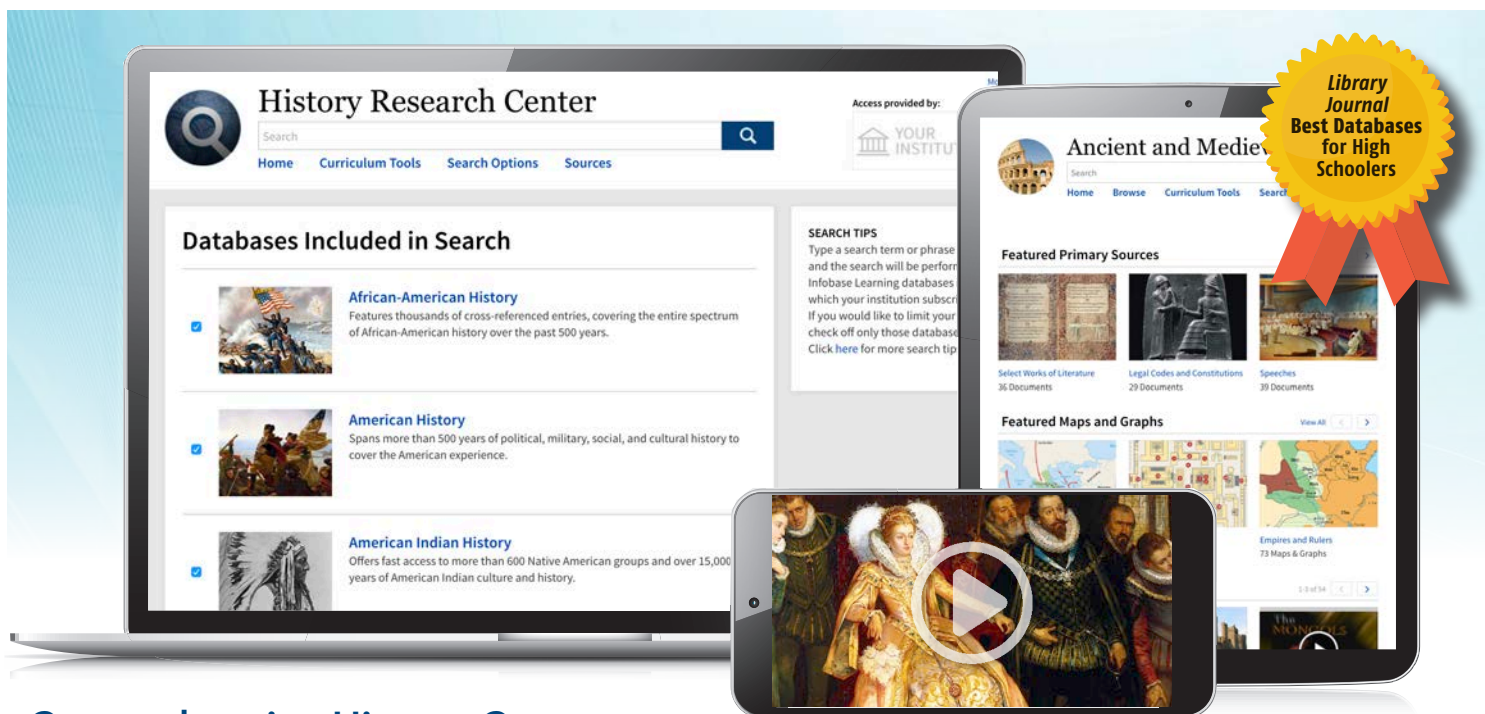 History Research Center
Search
Home Curriculum Tools Search Options Sources
Access provided by:
YOUR
Databases Included in Search
African-American History
Features thousands of cross-referenced entries, covering the entire spectrum
of African-American history over the past 500 years.
American History
Spans more than 500 years of political, military, social, and cultural history to
cover the American experience.
American Indian History
Offers fast access to more than 600 Native American groups and over 15,000
years of American Indian culture and history.
SEARCH TIPS
Type a search term or phrase
and the search will be perform
Infobase Learning databases
which your institution subscri
If you would like to limit your
check off only those database
Click here for more search tip
Ancient and Medie
Search
Home Browse Curriculum Tools Search
Featured Primary Sources
Select Works of Literature
36 Documents
Legal Codes and Constitutions
29 Documents
Speeches
39 Documents
Featured Maps and Graphs
View All
Empires and Rulers
73 Maps & Graphs
1-3 of 54
The
MONGOLS
Library
Journal
Best Databases
for High
Schoolers